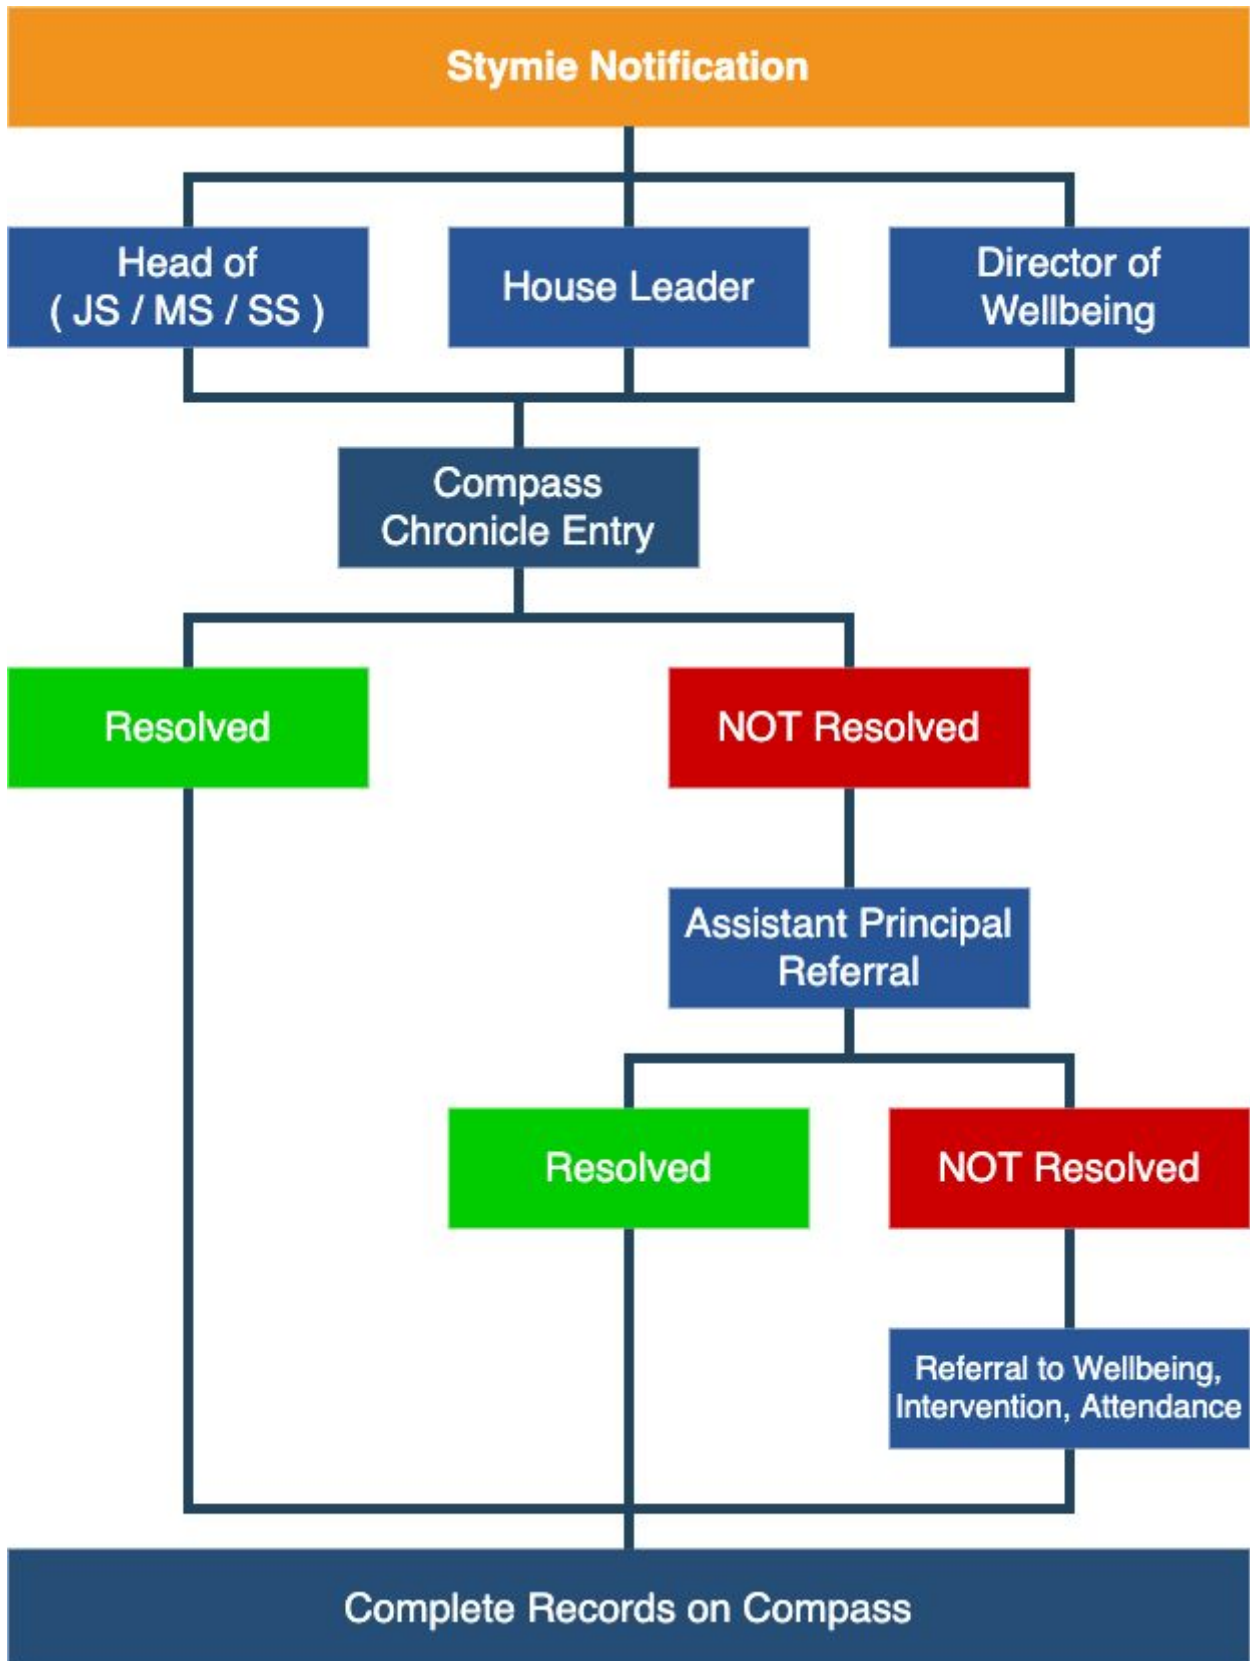 Stymie Notification
Head of
( JS / MS / SS )
House Leader
Director of
Wellbeing
Compass
Chronicle Entry
Resolved
NOT Resolved
Assistant Principal
Referral
Resolved
NOT Resolved
Referral to Wellbeing,
Intervention, Attendance
Complete Records on Compass